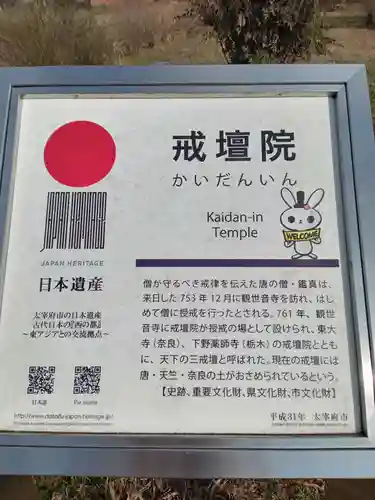 戒壇院
かいだんいん
Kaidan-in
Temple
WELCOME
JAPAN HERITAGE
JAPAN HERITAGE
日本遺産
太宰府市の日本遺産
古代日本の『西の都』
～東アジアとの交流拠点～
日本語
僧が守るべき戒律を伝えた唐の僧・鑑真は、
来日した 753 年 12 月に観世音寺を訪れ、はじ
めて僧に授戒を行ったとされる。761 年、観世
音寺に戒壇院が授戒の場として設けられ、東大
寺（奈良）、下野薬師寺（栃木）の戒壇院ととも
に、天下の三戒壇と呼ばれた。現在の戒壇には
唐・天竺・奈良の土がおさめられているという。
【史跡、重要文化財、県文化財、市文化財】
平成31年 太宰府市